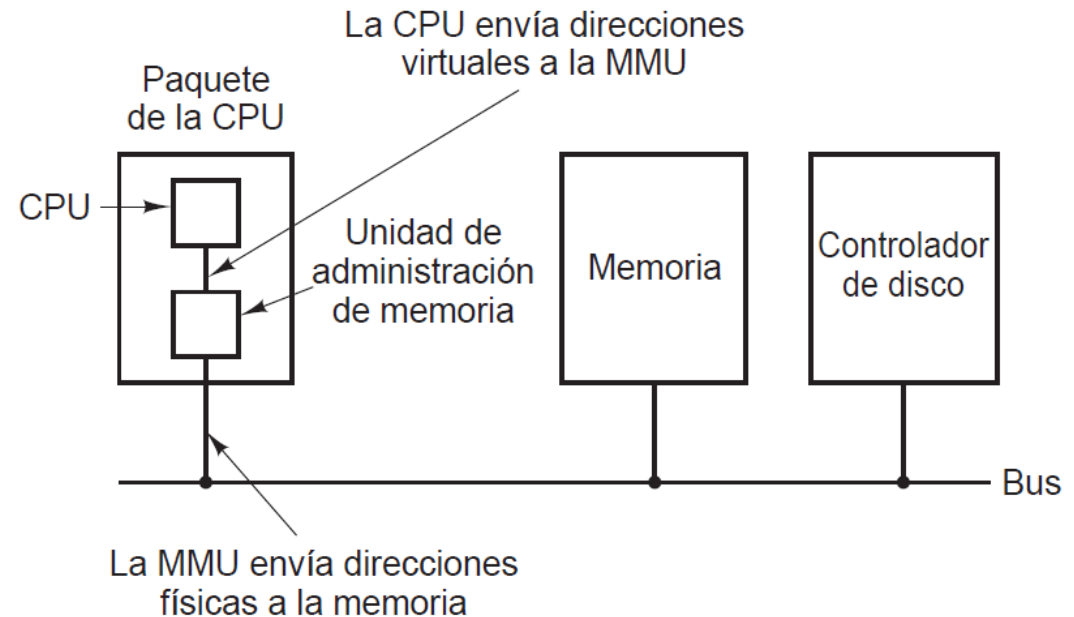 La CPU envía direcciones
virtuales a la MMU
Paquete
de la CPU
CPU
Unidad de
administración
de memoria
Memoria
Controlador
de disco
Bus
La MMU envía direcciones
físicas a la memoria